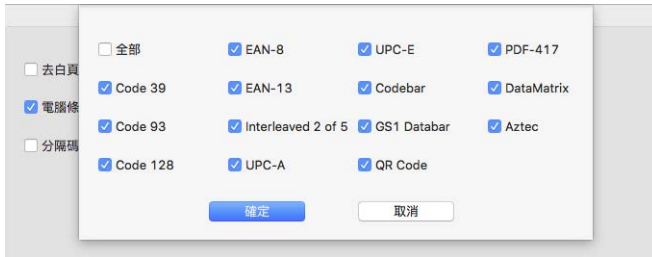 全部 EAN-8 UPC-E PDF-417
去白頁
Code 39 EAN-13 Codebar DataMatrix
電腦條
Code 93 Interleaved 2 of 5 GS1 Databar Aztec
分隔碼
Code 128 UPC-A QR Code
確定 取消